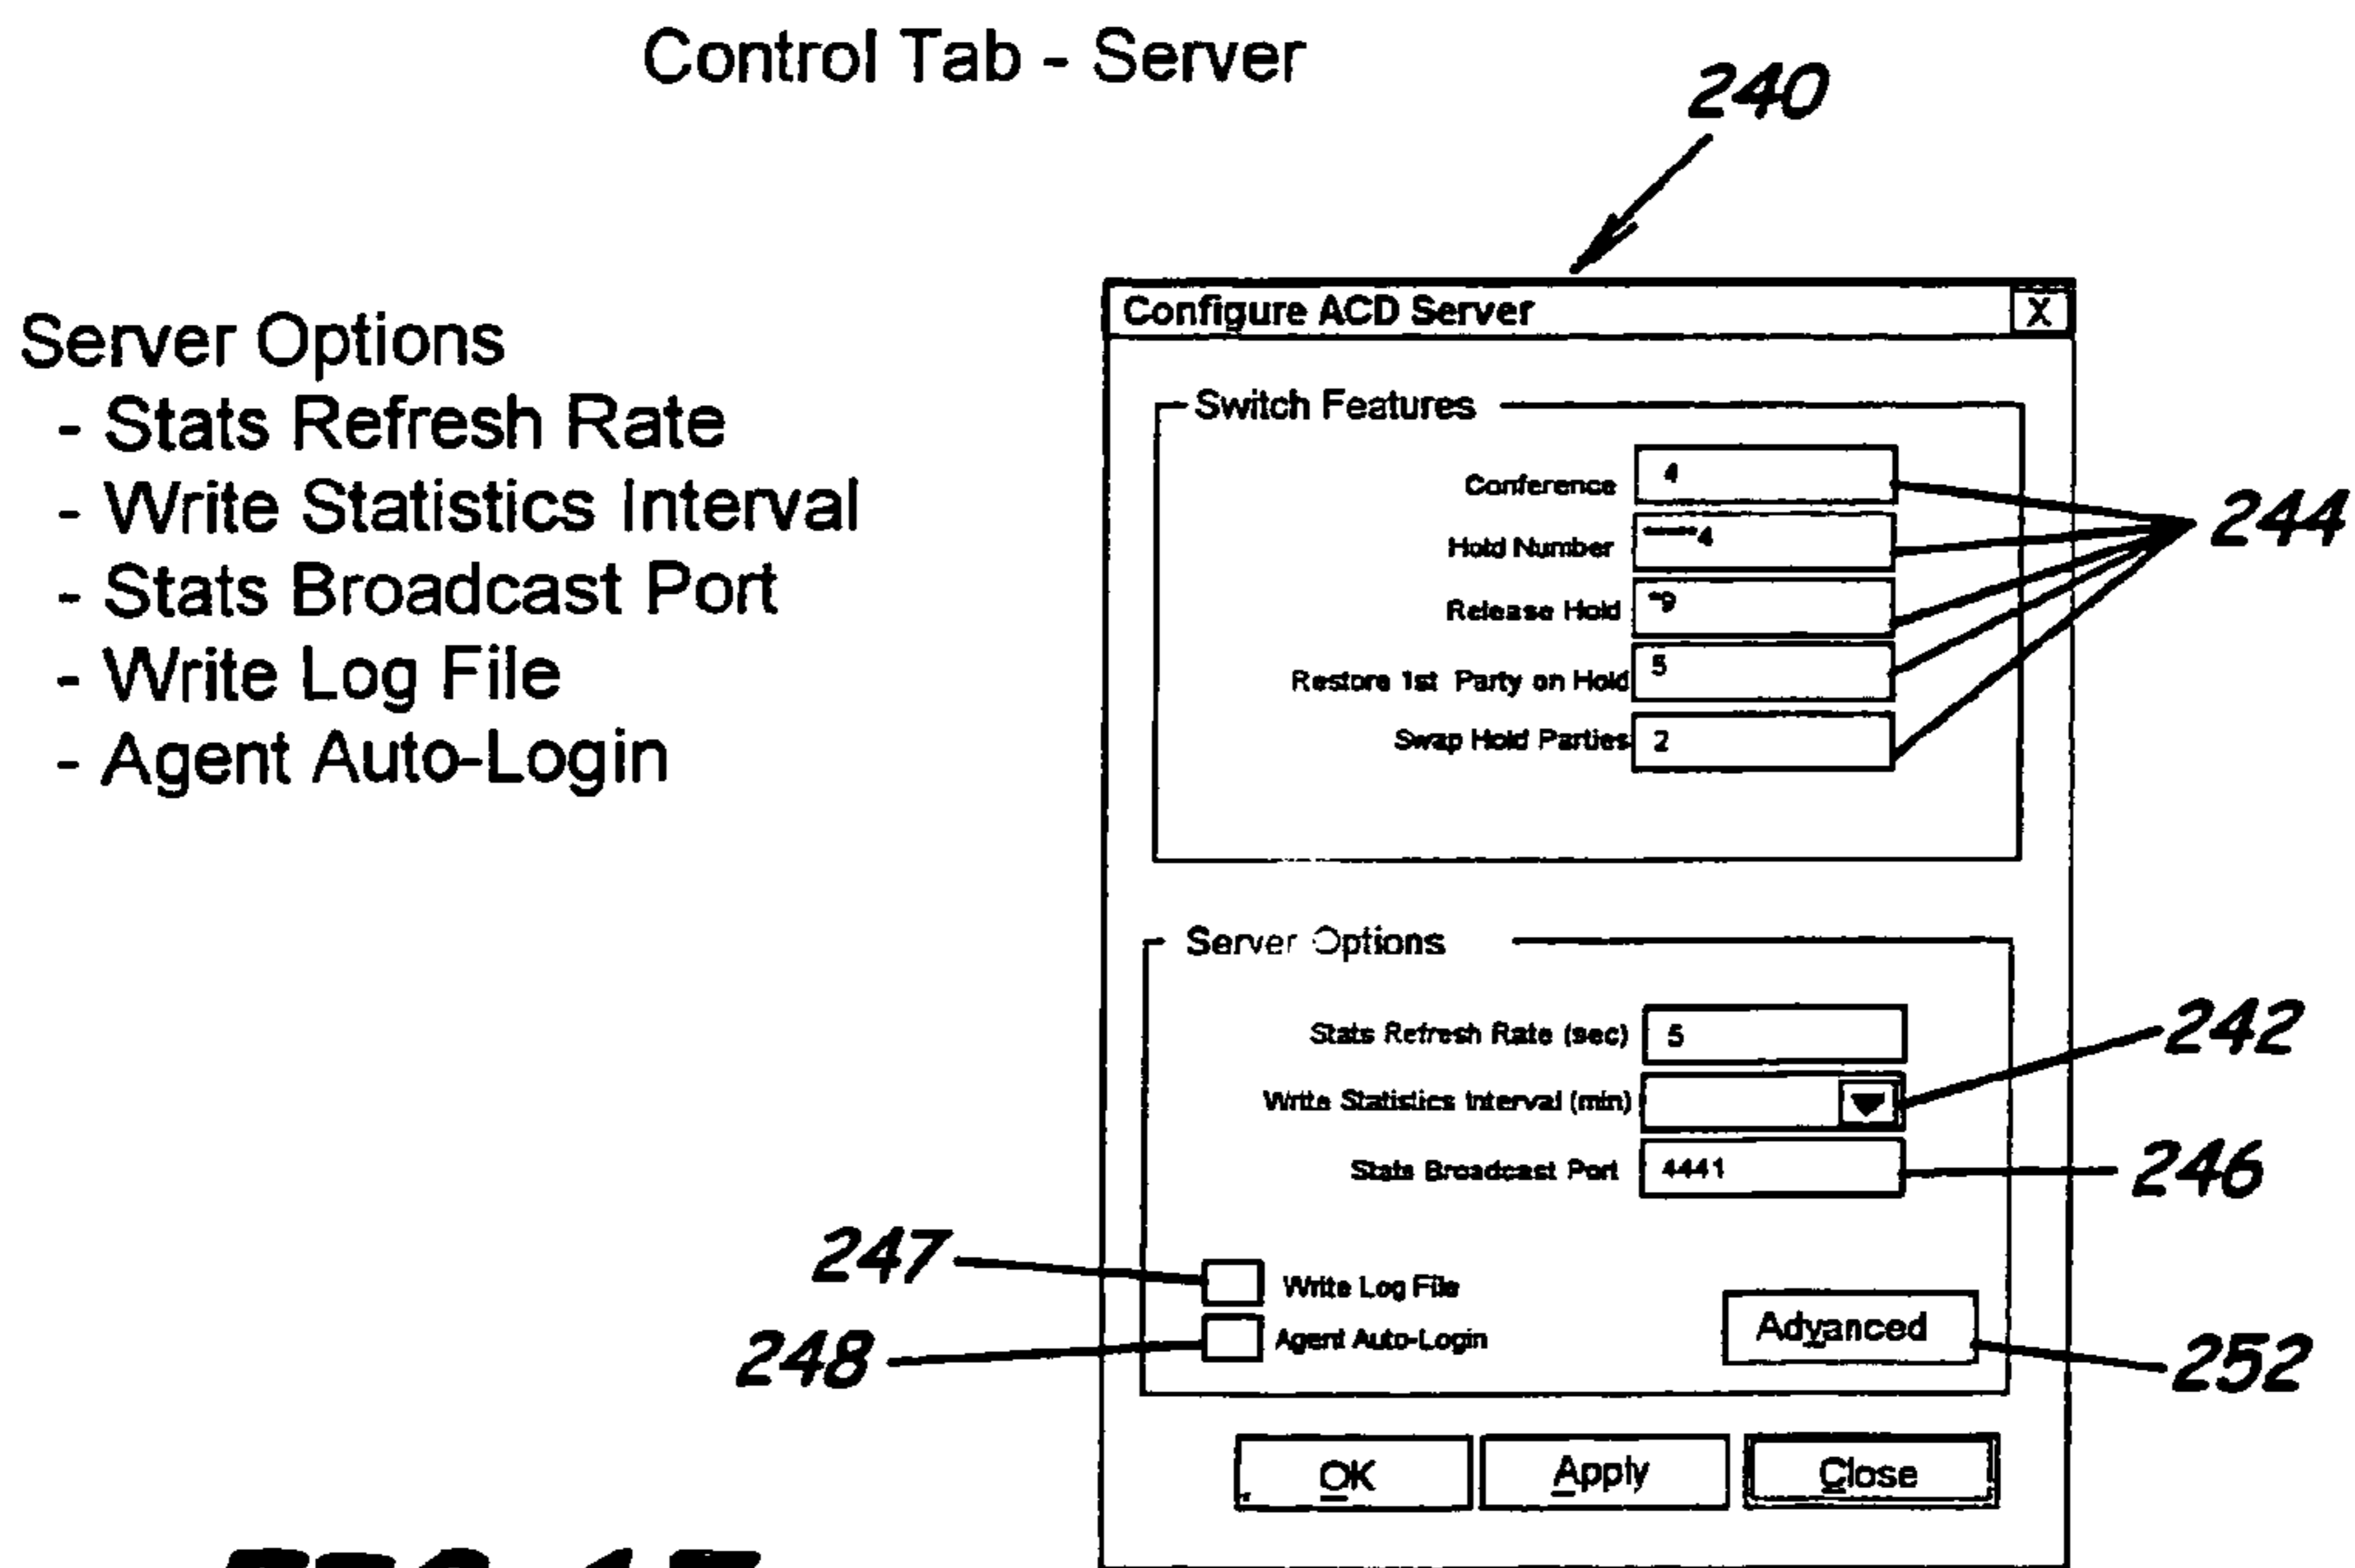 Control Tab - Server
240
Server Options
- Stats Refresh Rate
- Write Statistics Interval
- Stats Broadcast Port
- Write Log File
- Agent Auto-Login
Configure ACD Server X
Switch Features
Conference 4
Hold Number 4
Release Hold 9
Restore 1st Party on Hold 5
Swap Hold Parties 2
244
Server Options
Stats Refresh Rate (sec) 5
Write Statistics Interval (min)
242
Stats Broadcast Port 4441
246
247
Write Log File
248
Agent Auto-Login
Advanced
252
OK Apply Close